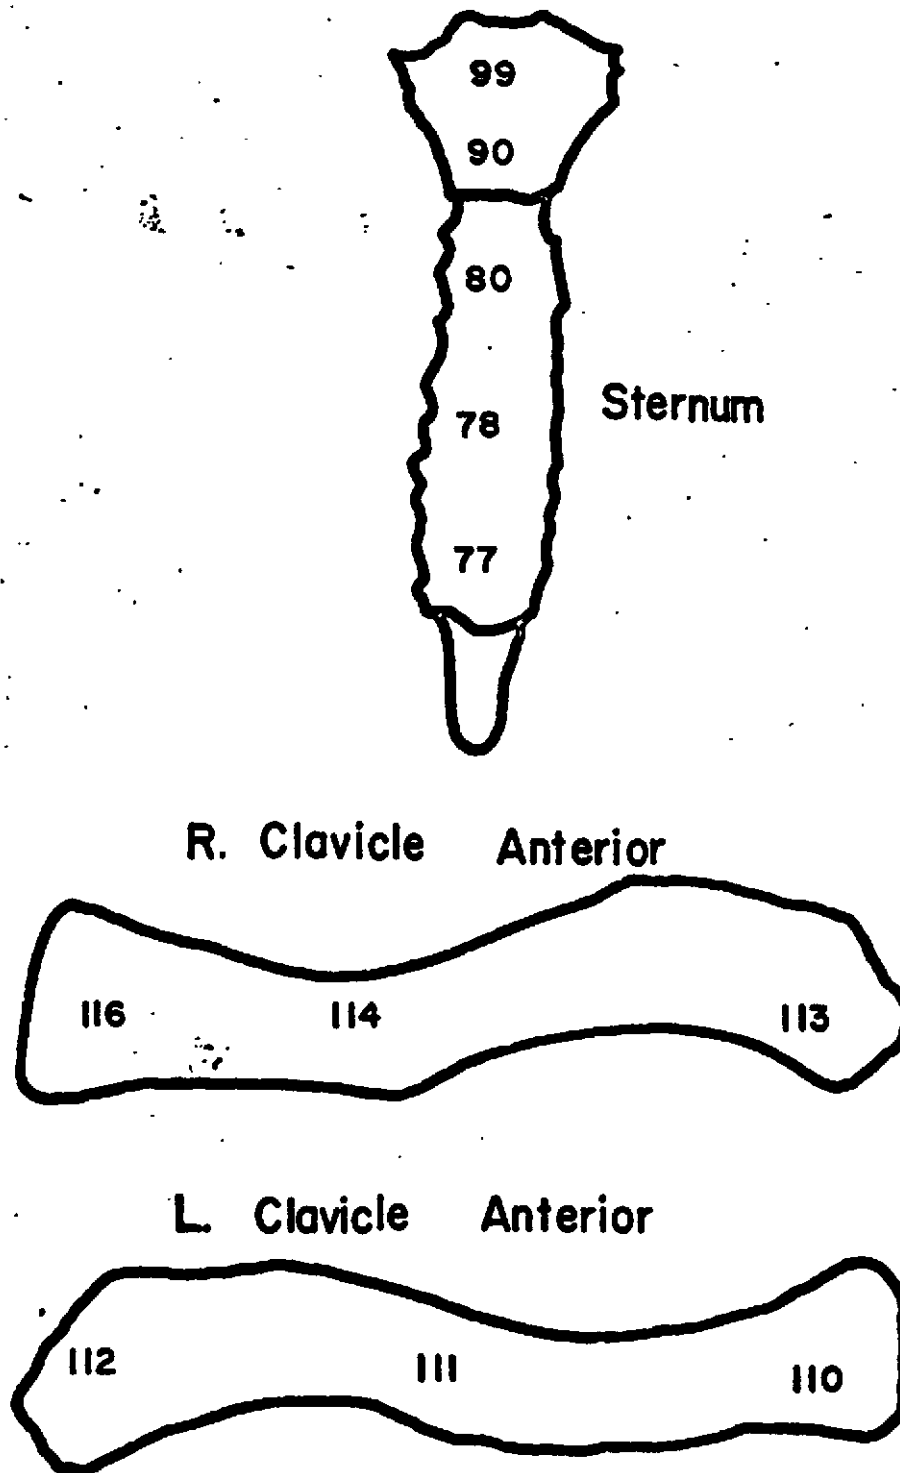 99
90
80
78
Sternum
77
R. Clavicle Anterior
116 114 113
L. Clavicle Anterior
112 111 110